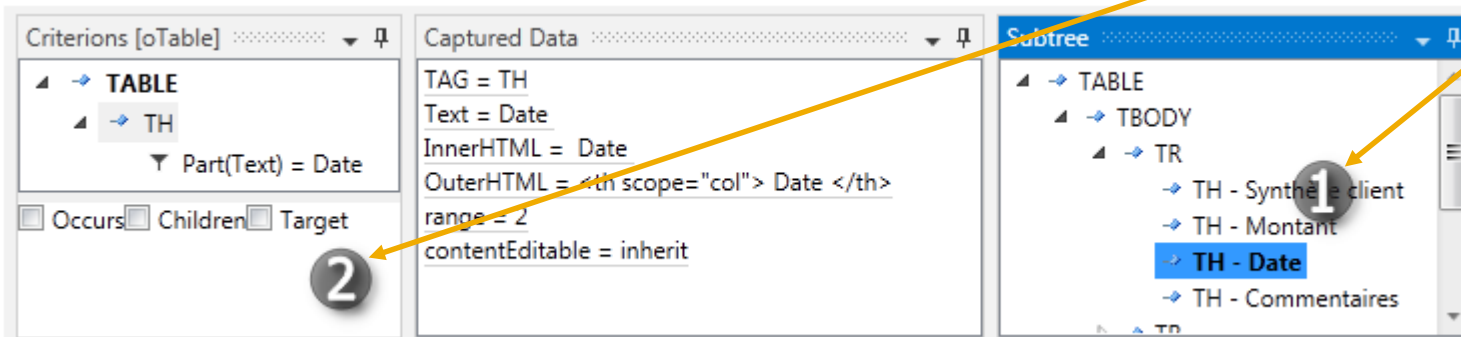 Criterions [oTable]
TABLE
TH
Part(Text) = Date
Occurs Children Target
2
Captured Data
TAG = TH
Text = Date
InnerHTML =  Date
OuterHTML = <th scope="col"> Date </th>
range = 2
contentEditable = inherit
Subtree
TABLE
TBODY
TR
TH - Synthèse client
1
TH - Montant
TH - Date
TH - Commentaires
TR